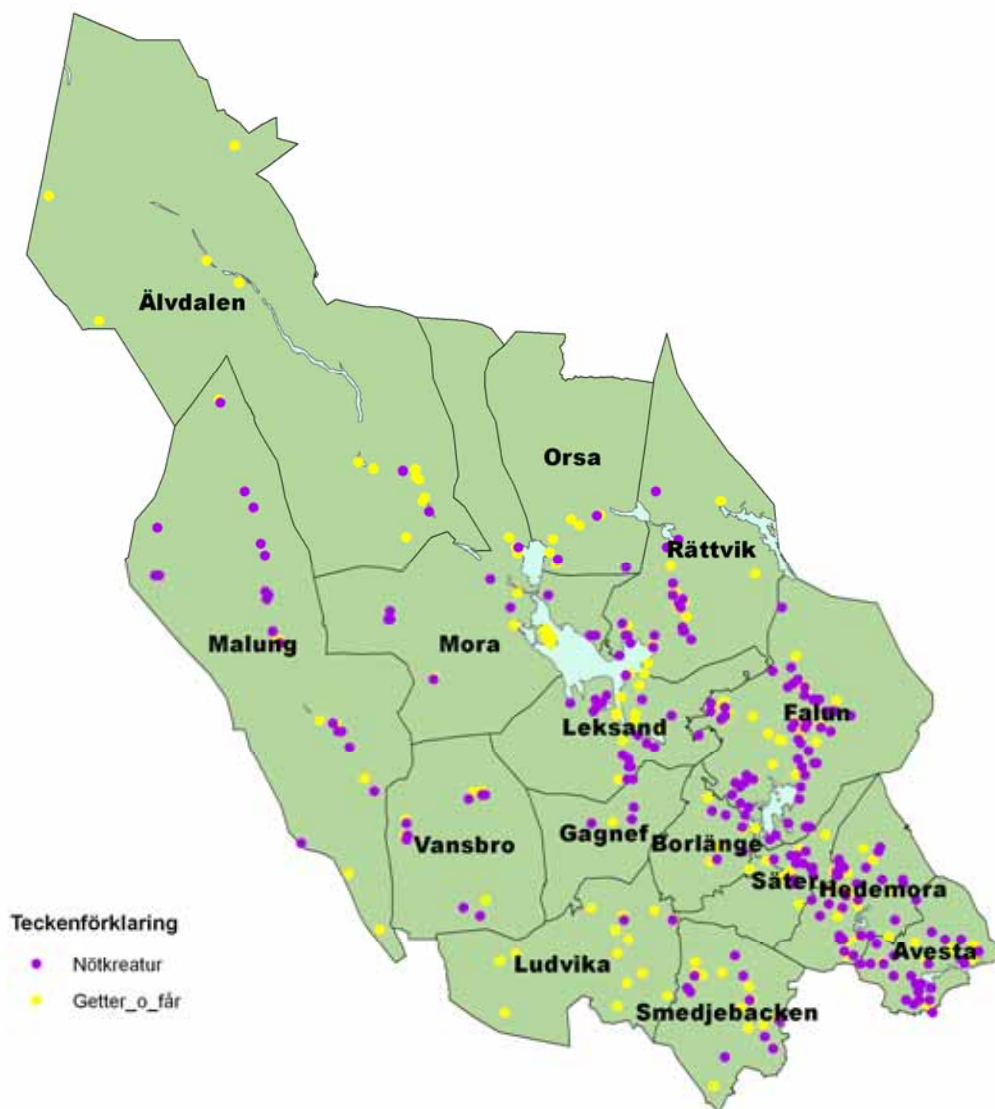 Älvdalen
Orsa
Rättvik
Malung
Mora
Leksand
Falun
Vansbro
Gagnef
Borlänge
Säter
Hedemora
Avesta
Ludvika
Smedjebacken
Teckenförklaring
Nötkreatur
Getter_o_får